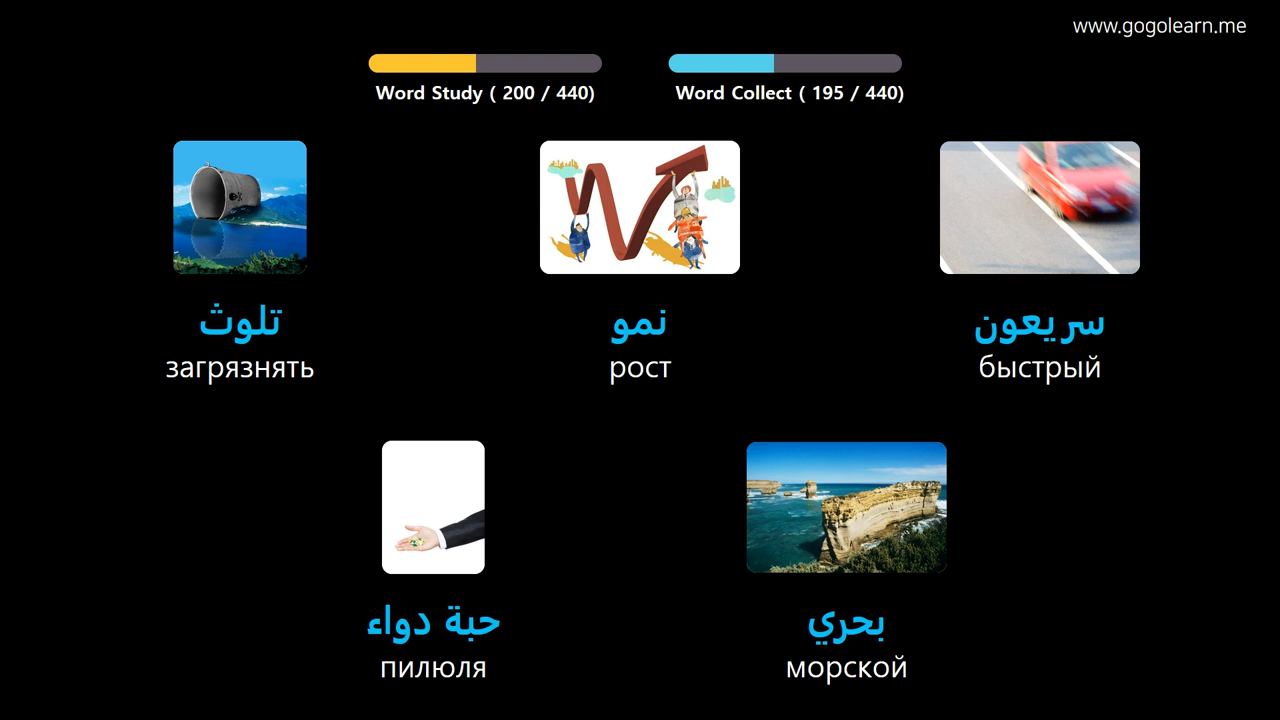 www.gogolearn.me
Word Study ( 200 / 440)
Word Collect ( 195 / 440)
تلوث
загрязнять
نمو
рост
سريعون
быстрый
حبة دواء
пилюля
بحري
морской